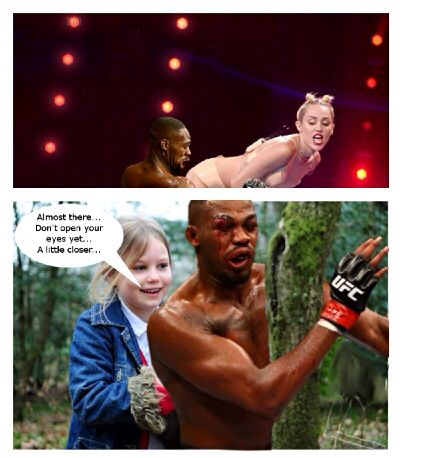 Almost there...
Don't open your
eyes yet...
A little closer...
UFC